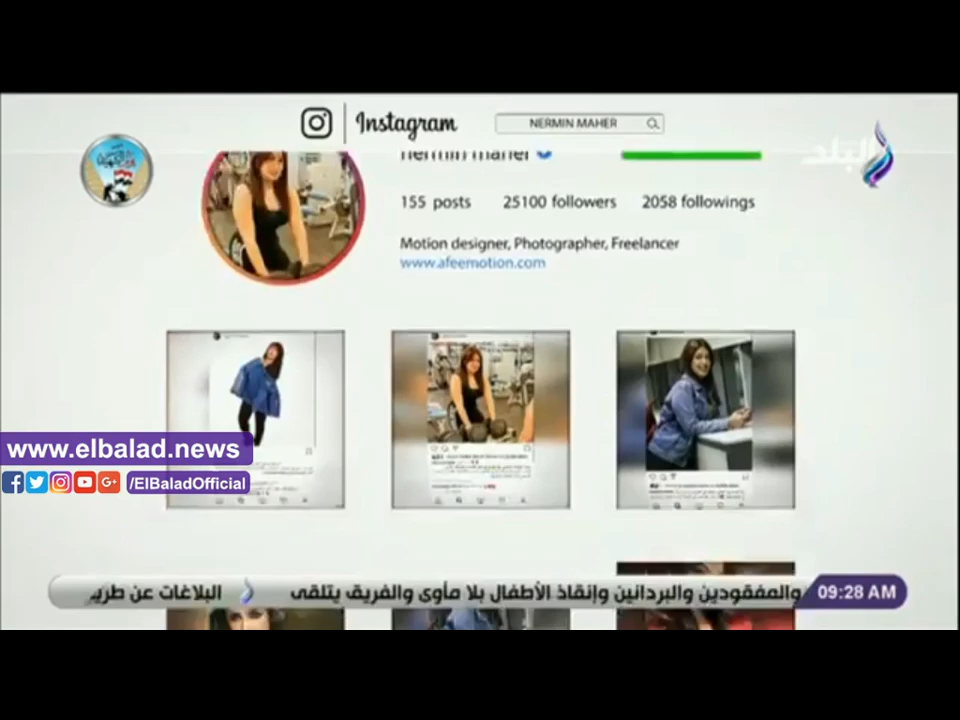 Instagram
NERMIN MAHER
البلد
nermin maher
155 posts 25100 followers 2058 followings
Motion designer, Photographer, Freelancer
www.afeemotion.com
www.elbalad.news
/ElBaladOfficial
والمفقودين والبردانين وإنقاذ الأطفال بلا مأوى والفريق يتلقى البلاغات عن طريق
09:28 AM